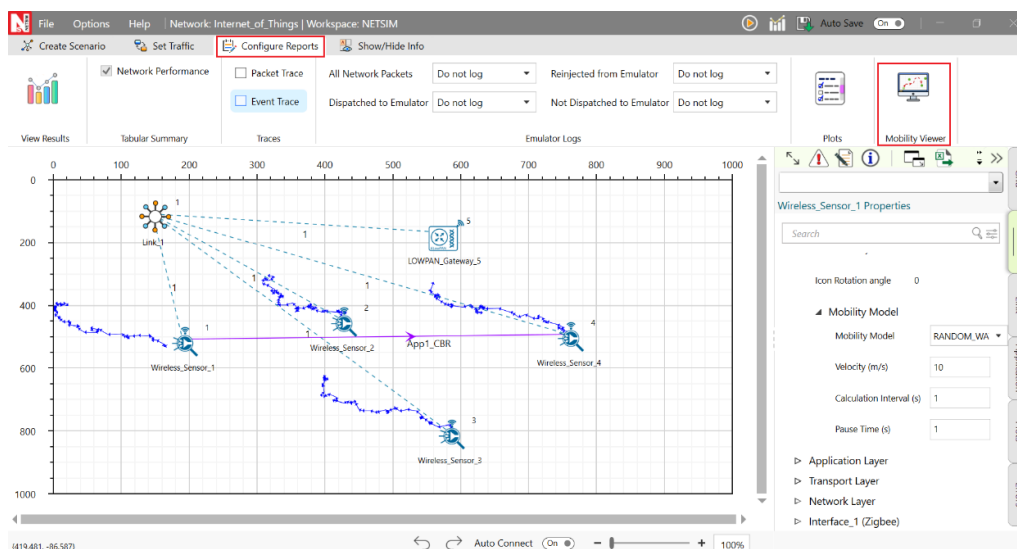 N File Options Help Network: Internet_of_Things | Workspace: NETSIM Auto Save On
Create Scenario Set Traffic Configure Reports Show/Hide Info
Network Performance Packet Trace All Network Packets Do not log Reinjected from Emulator Do not log
Event Trace Dispatched to Emulator Do not log Not Dispatched to Emulator Do not log
View Results Tabular Summary Traces Emulator Logs Plots Mobility Viewer
0 100 200 300 400 500 600 700 800 900 1000
0
200
400
600
800
1000
1
Link_1
5
1
LOWPAN_Gateway_5
1
1
1
1
1
Wireless_Sensor_1
2
Wireless_Sensor_2
App1_CBR
4
Wireless_Sensor_4
3
Wireless_Sensor_3
Wireless_Sensor_1 Properties
Search
Icon Rotation angle 0
Mobility Model
Mobility Model RANDOM_WA
Velocity (m/s) 10
Calculation Interval (s) 1
Pause Time (s) 1
Application Layer
Transport Layer
Network Layer
Interface_1 (Zigbee)
(419.481, -86.587) Auto Connect On 100%